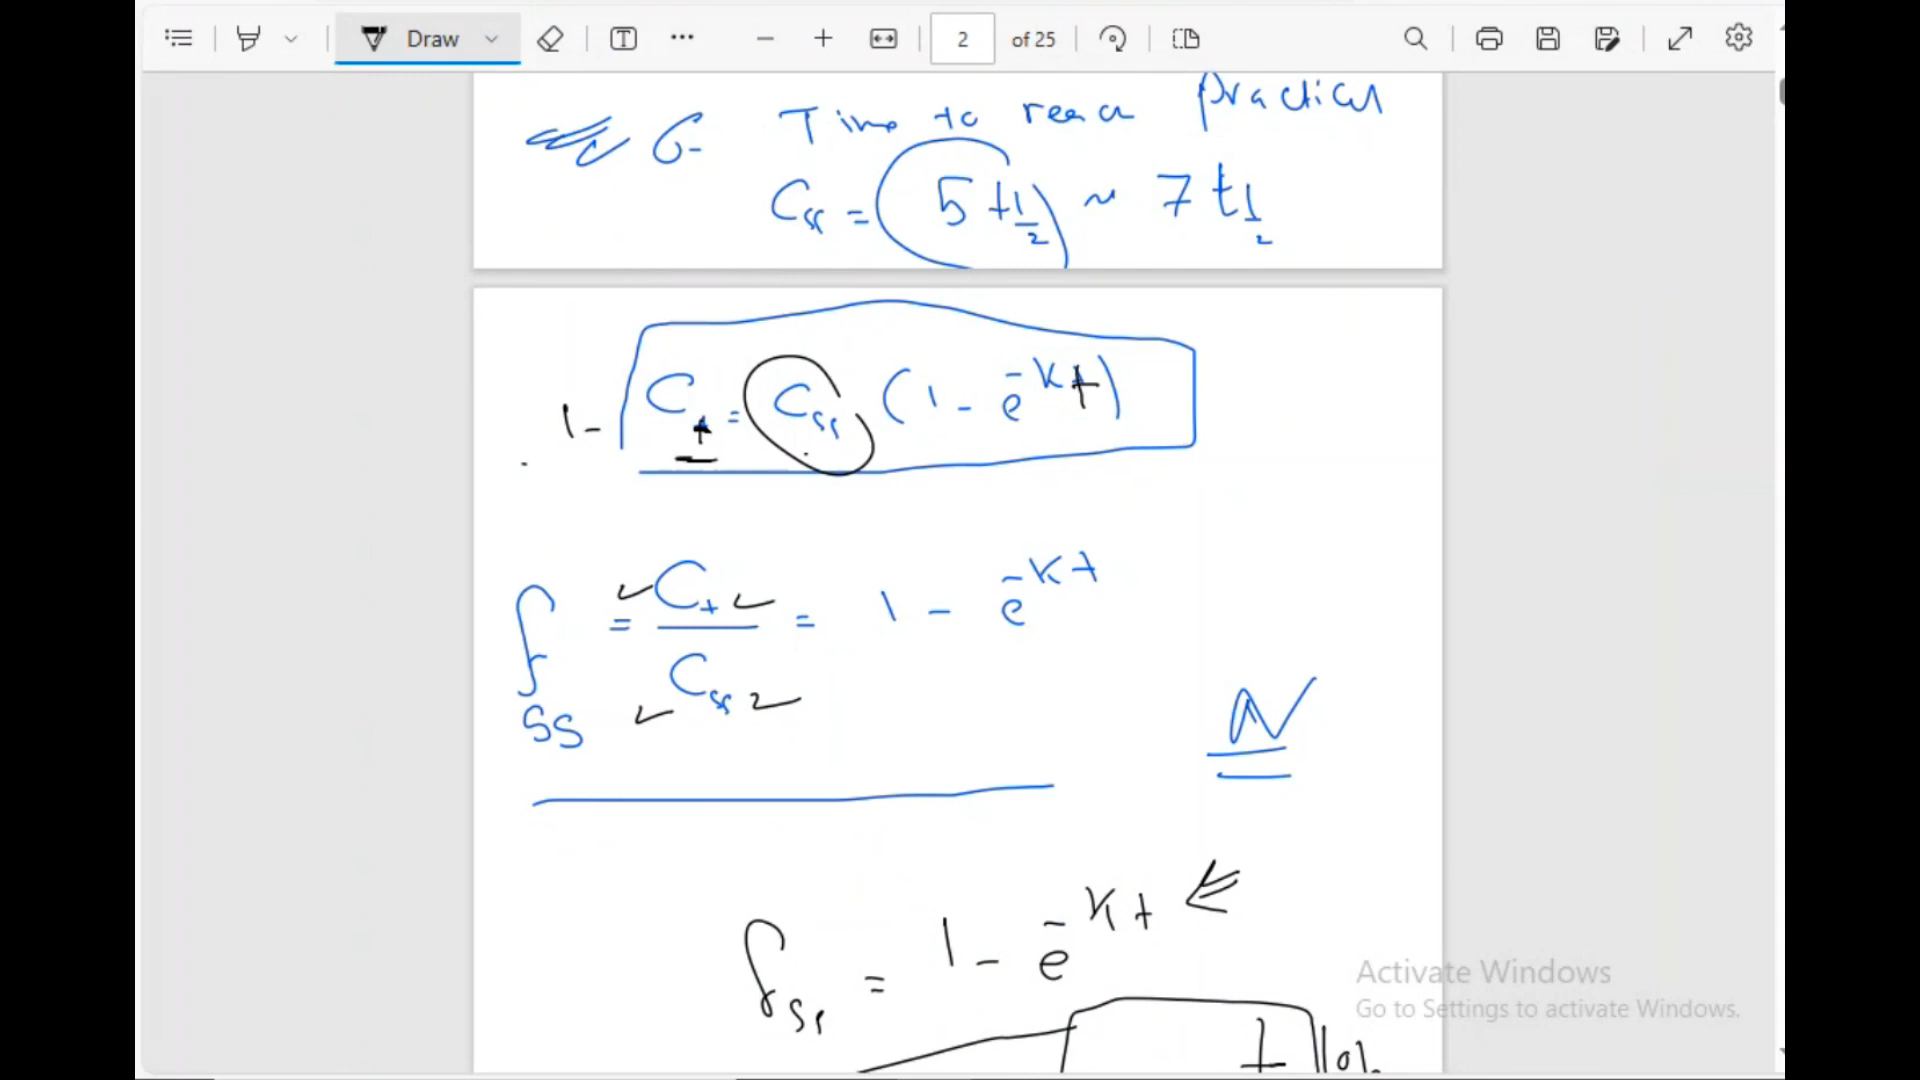 Draw
2 of 25
6- Time to reach practical
Css = 5 t1/2 ~ 7 t1/2
1- Ct = Css (1 - e^-kt)
fss = Ct / Css = 1 - e^-kt
N
fss = 1 - e^-kt
Activate Windows
Go to Settings to activate Windows.